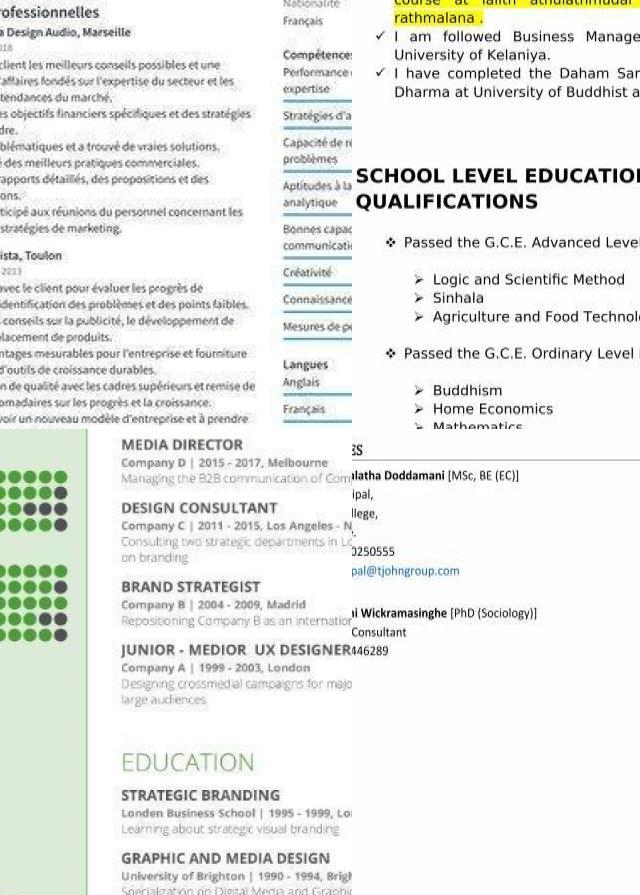 rofessionnelles
a Design Audio, Marseille
018
client les meilleurs conseils possibles et une
'affaires fondés sur l'expertise du secteur et les
tendances du marché,
es objectifs financiers spécifiques et des stratégies
dre.
blématiques et a trouvé de vraies solutions.
é des meilleurs pratiques commerciales.
rapports détaillés, des propositions et des
ons.
ticipé aux réunions du personnel concernant les
stratégies de marketing.
ista, Toulon
2013
avec le client pour évaluer les progrès de
identification des problèmes et des points faibles.
conseils sur la publicité, le développement de
lacement de produits.
ntages mesurables pour l'entreprise et fourniture
d'outils de croissance durables.
n de qualité avec les cadres supérieurs et remise de
omadaires sur les progrès et la croissance.
voir un nouveau modèle d'entreprise et à prendre
Nationalité
Français
Compétences
Performance
expertise
Stratégies d'a
Capacité de ré
problèmes
Aptitudes à la
analytique
Bonnes capac
communicatio
Créativité
Connaissance
Mesures de pe
Langues
Anglais
Français
course at lalith athulathmudal
rathmalana .
✓ I am followed Business Manage
University of Kelaniya.
✓ I have completed the Daham Sar
Dharma at University of Buddhist a
SCHOOL LEVEL EDUCATION
QUALIFICATIONS
❖ Passed the G.C.E. Advanced Level
➢ Logic and Scientific Method
➢ Sinhala
➢ Agriculture and Food Technolo
❖ Passed the G.C.E. Ordinary Level
➢ Buddhism
➢ Home Economics
➢ Mathematics
MEDIA DIRECTOR
Company D | 2015 - 2017, Melbourne
Managing the B2B communication of Com
DESIGN CONSULTANT
Company C | 2011 - 2015, Los Angeles - N
Consulting two strategic departments in Lo
on branding
BRAND STRATEGIST
Company B | 2004 - 2009, Madrid
Repositioning Company B as an internation
JUNIOR - MEDIOR UX DESIGNER
Company A | 1999 - 2003, London
Designing crossmedial campaigns for majo
large audiences
EDUCATION
STRATEGIC BRANDING
Londen Business School | 1995 - 1999, Lo
Learning about strategic visual branding
GRAPHIC AND MEDIA DESIGN
University of Brighton | 1990 - 1994, Brigh
Specialization on Digital Media and Graphi
ES
latha Doddamani [MSc, BE (EC)]
ipal,
llege,
.
0250555
pal@tjohngroup.com
ni Wickramasinghe [PhD (Sociology)]
Consultant
446289